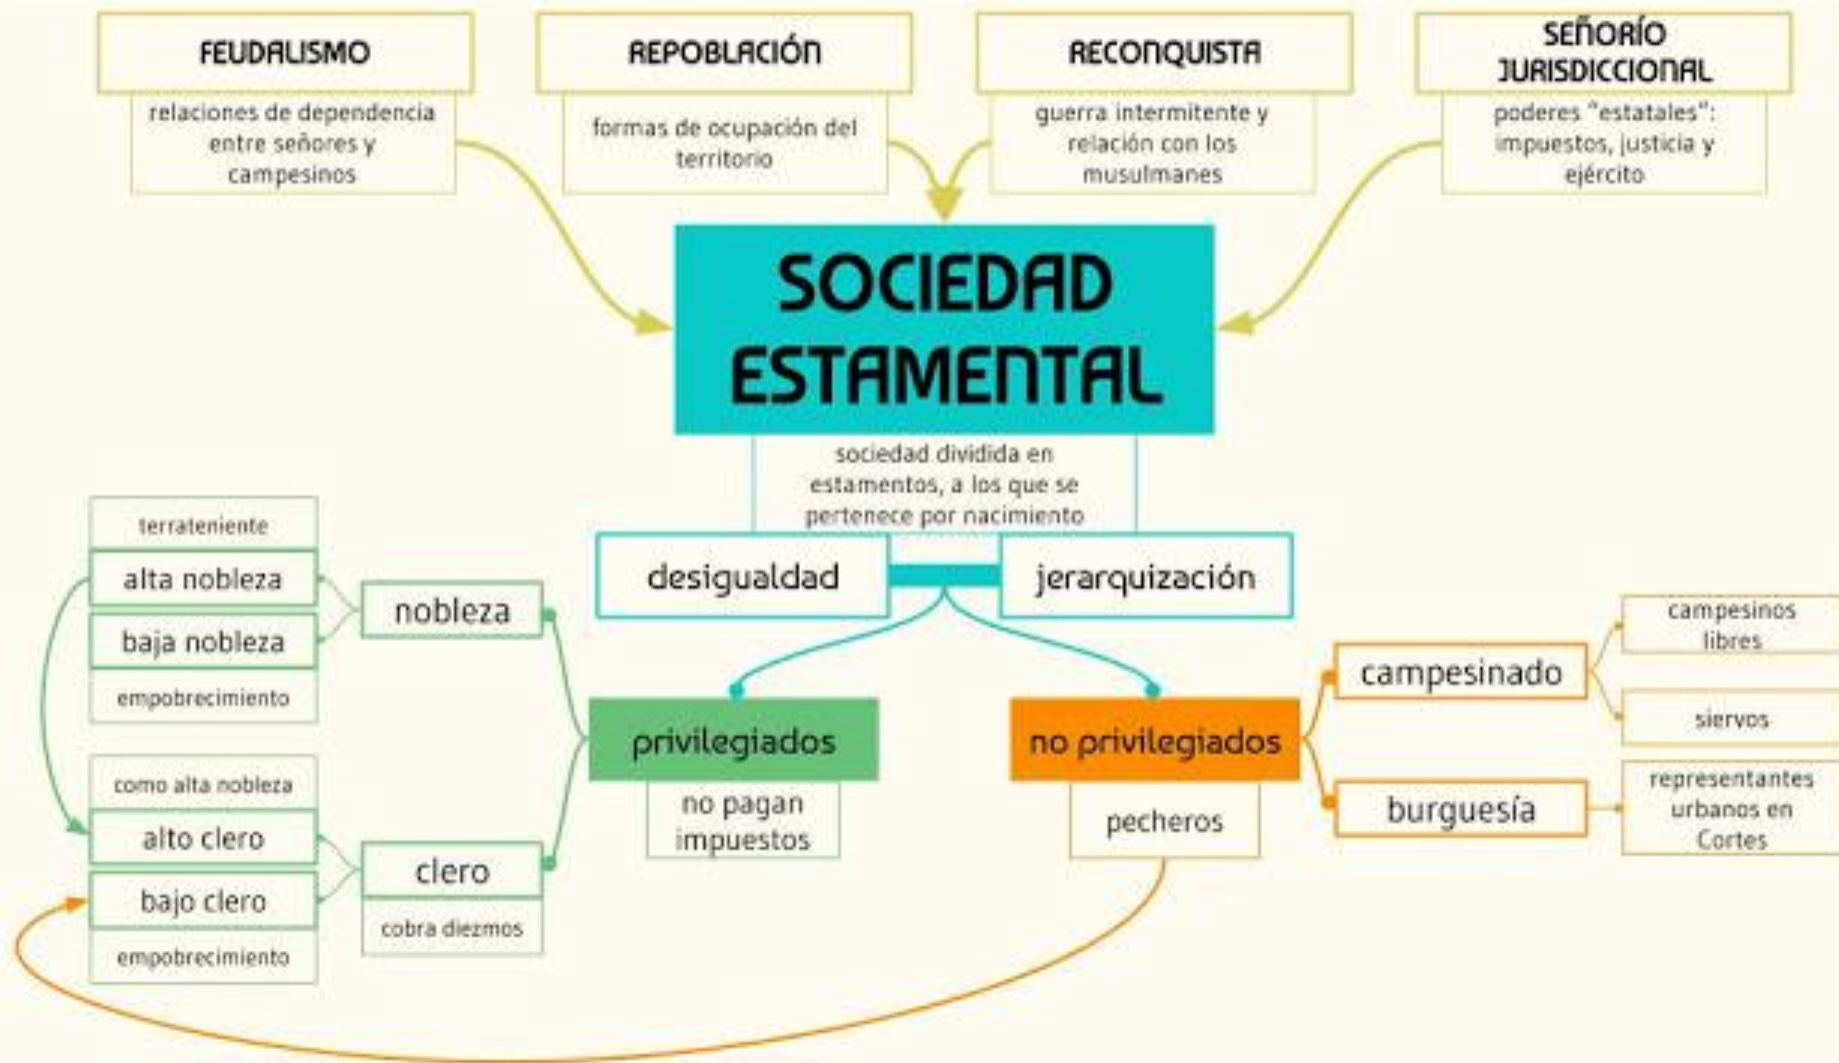 FEUDALISMO
relaciones de dependencia
entre señores y
campesinos
REPOBLACIÓN
formas de ocupación del
territorio
RECONQUISTA
guerra intermitente y
relación con los
musulmanes
SEÑORÍO
JURISDICCIONAL
poderes "estatales":
impuestos, justicia y
ejército
SOCIEDAD
ESTAMENTAL
sociedad dividida en
estamentos, a los que se
pertenece por nacimiento
desigualdad
jerarquización
terrateniente
alta nobleza
baja nobleza
empobrecimiento
nobleza
como alta nobleza
alto clero
bajo clero
empobrecimiento
clero
cobra diezmos
privilegiados
no pagan
impuestos
no privilegiados
pecheros
campesinado
campesinos
libres
siervos
burguesía
representantes
urbanos en
Cortes